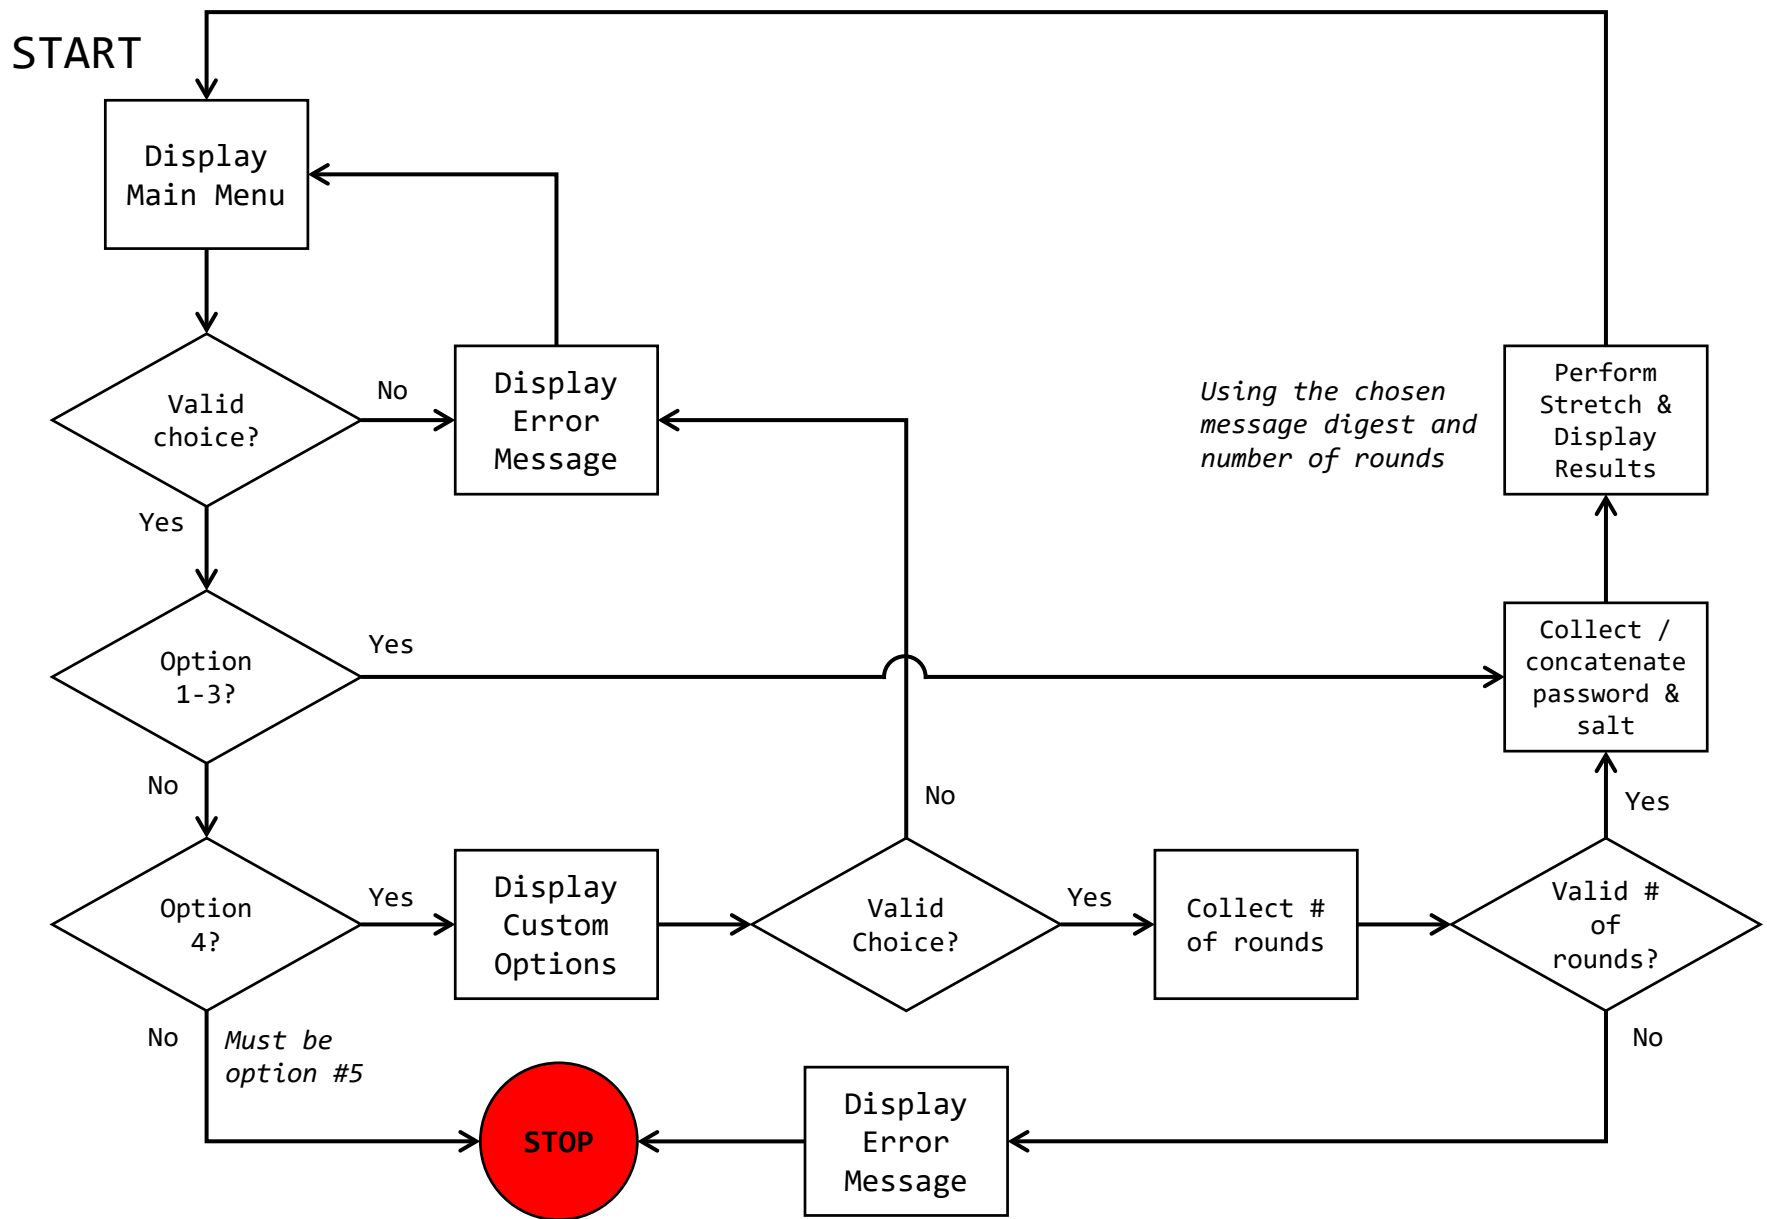 START
Display
Main Menu
Valid
choice?
No
Display
Error
Message
Using the chosen
message digest and
number of rounds
Perform
Stretch &
Display
Results
Yes
Option
1-3?
Yes
Collect /
concatenate
password &
salt
No
No
Yes
Option
4?
Yes
Display
Custom
Options
Valid
Choice?
Yes
Collect #
of rounds
Valid #
of
rounds?
No
Must be
option #5
No
STOP
Display
Error
Message